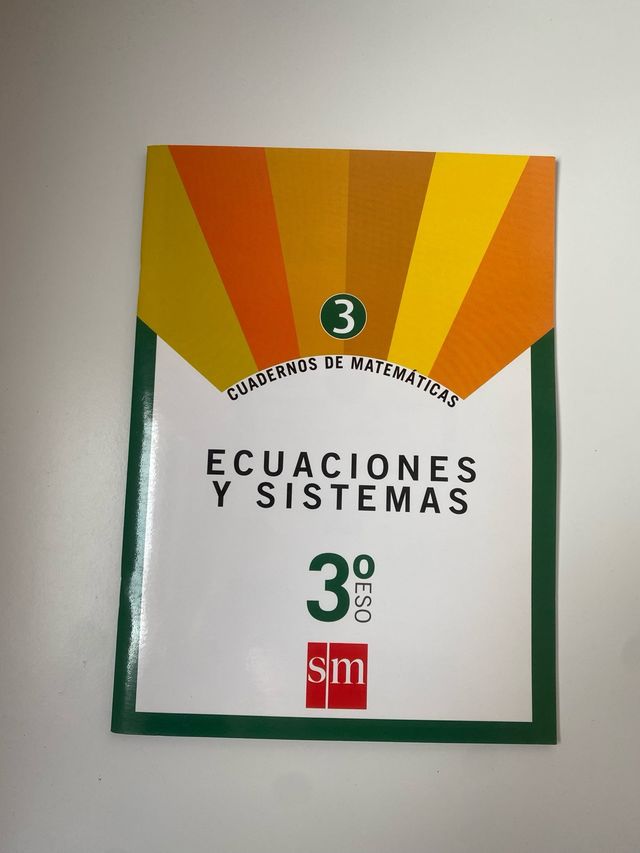 3
CUADERNOS DE MATEMÁTICAS
ECUACIONES
Y SISTEMAS
3º ESO
sm